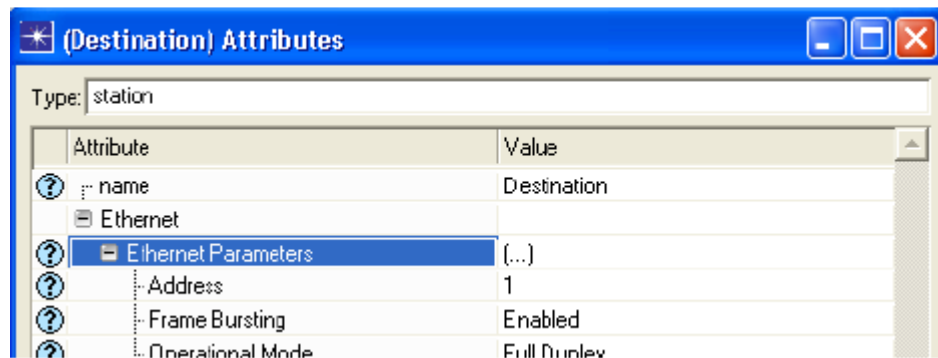 (Destination) Attributes
Type: station
Attribute Value
name Destination
Ethernet
Ethernet Parameters (...)
Address 1
Frame Bursting Enabled
Operational Mode Full Duplex